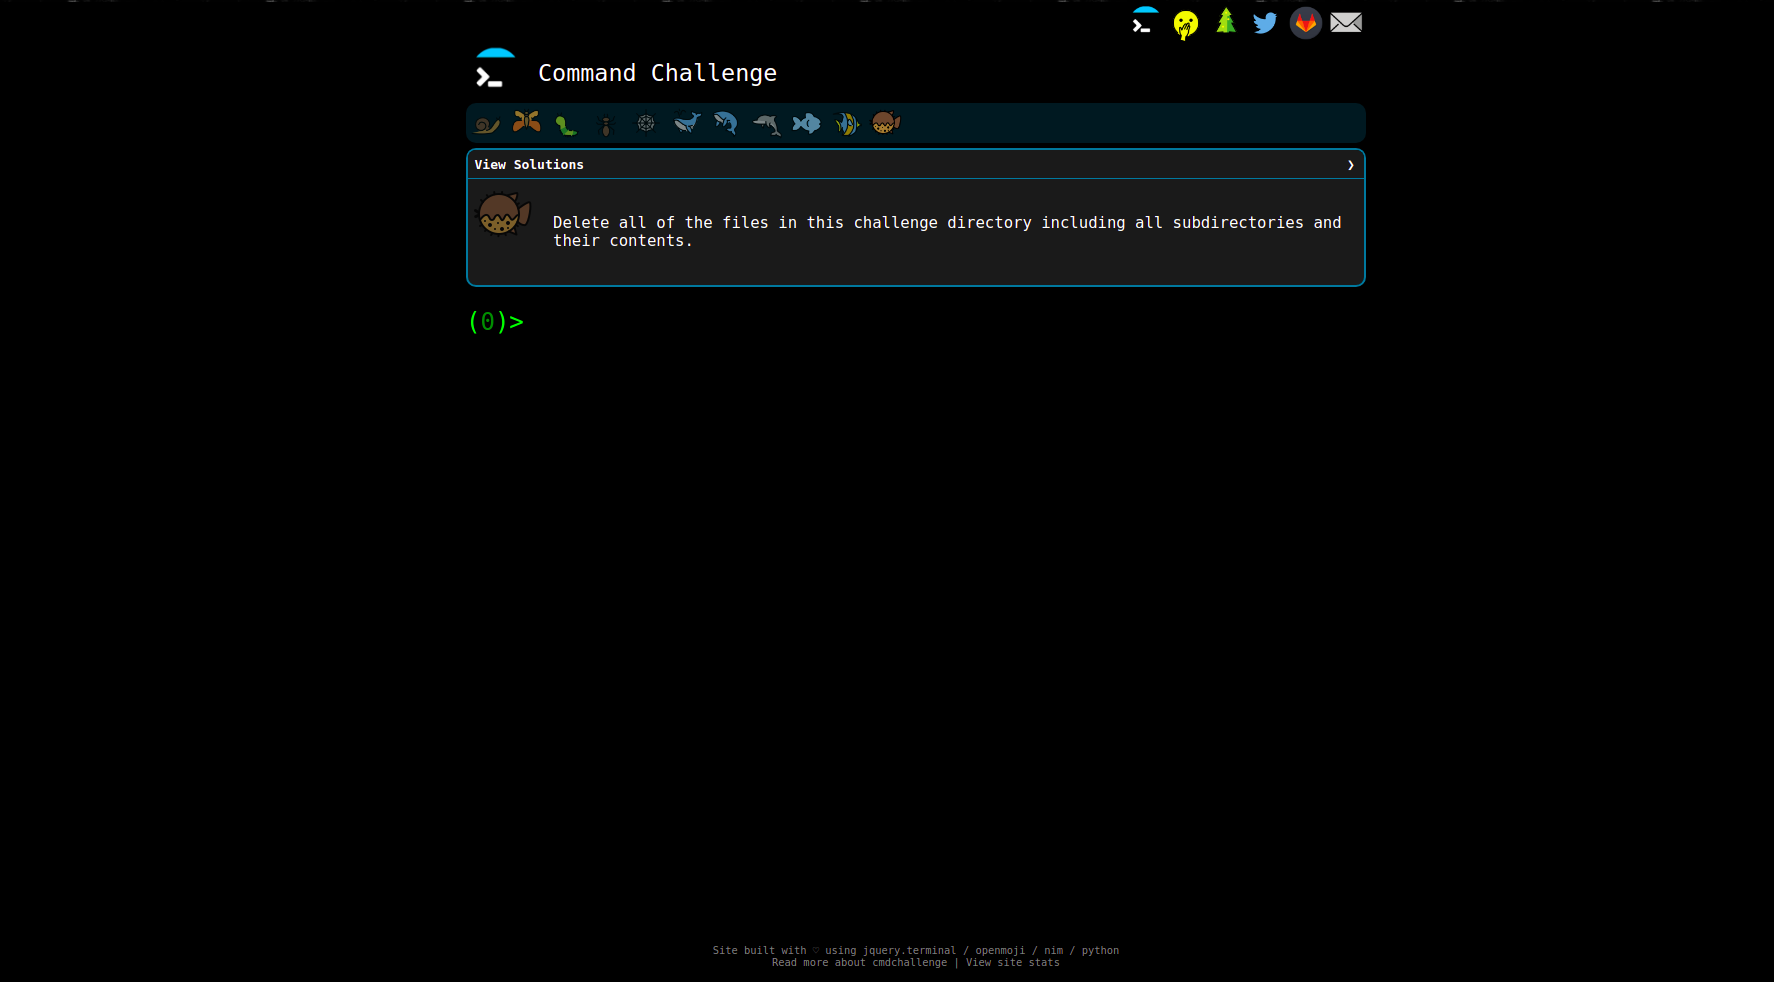 Command Challenge
View Solutions ❯
Delete all of the files in this challenge directory including all subdirectories and
their contents.
(0)>
Site built with ♡ using jquery.terminal / openmoji / nim / python
Read more about cmdchallenge | View site stats